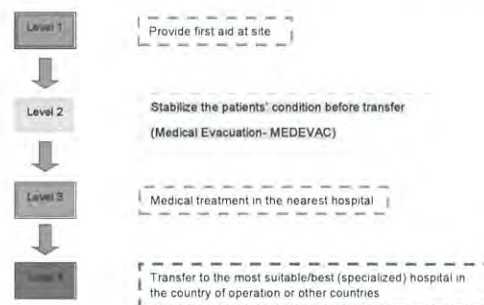 Level 1
Provide first aid at site
Level 2
Stabilize the patients' condition before transfer
(Medical Evacuation- MEDEVAC)
Level 3
Medical treatment in the nearest hospital
Transfer to the most suitable/best (specialized) hospital in
the country of operation or other countries